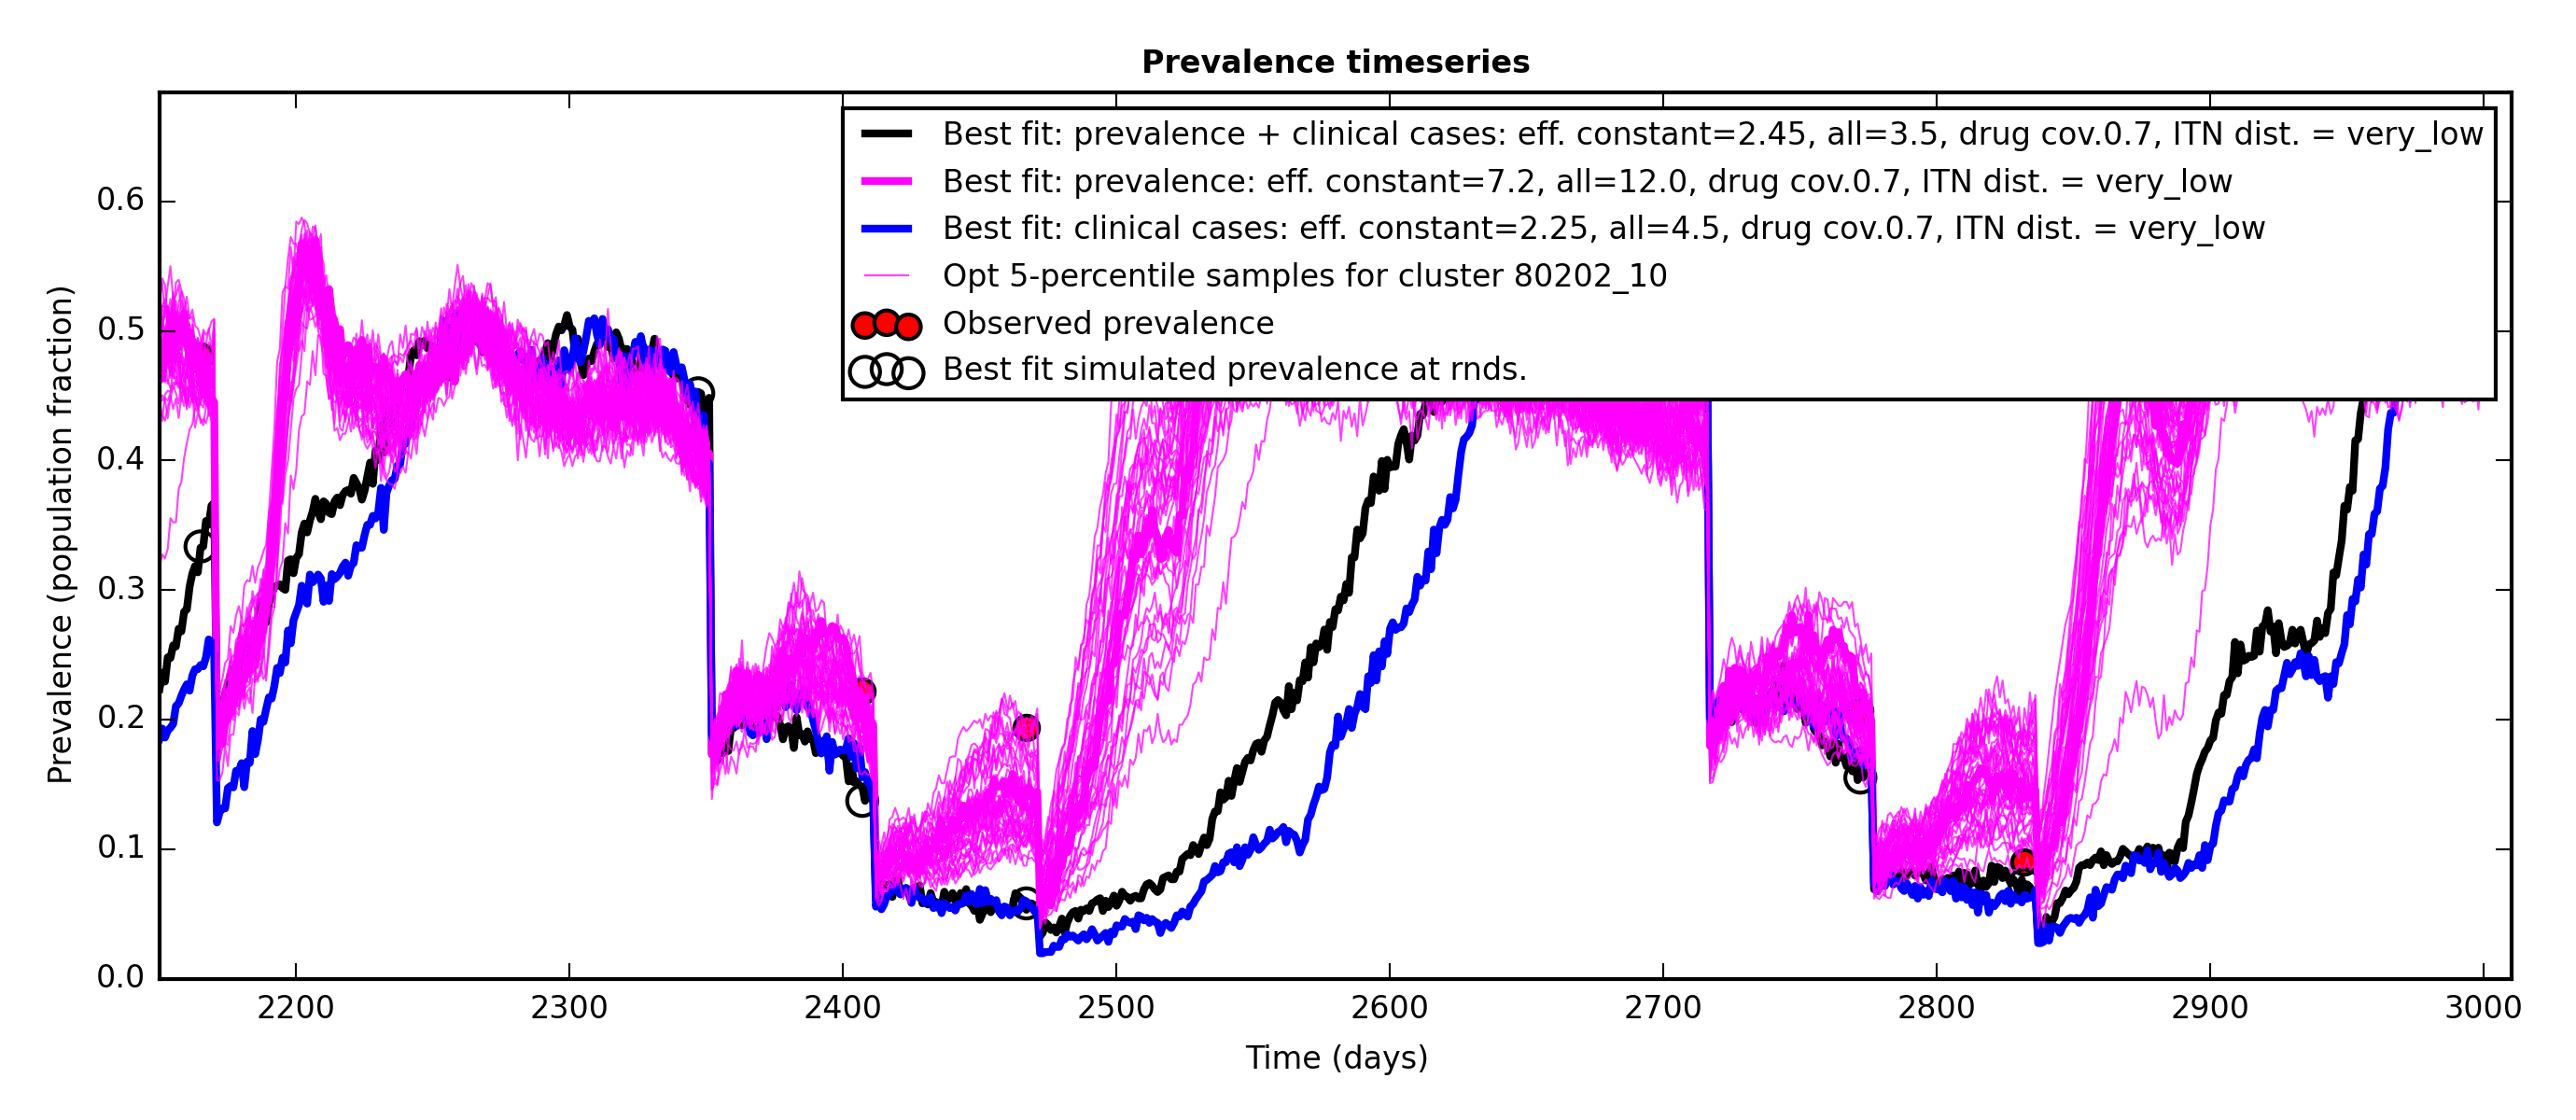 Prevalence timeseries
Best fit: prevalence + clinical cases: eff. constant=2.45, all=3.5, drug cov.0.7, ITN dist. = very_low
Best fit: prevalence: eff. constant=7.2, all=12.0, drug cov.0.7, ITN dist. = very_low
Best fit: clinical cases: eff. constant=2.25, all=4.5, drug cov.0.7, ITN dist. = very_low
Opt 5-percentile samples for cluster 80202_10
Observed prevalence
Best fit simulated prevalence at rnds.
Prevalence (population fraction)
0.6
0.5
0.4
0.3
0.2
0.1
0.0
2200 2300 2400 2500 2600 2700 2800 2900 3000
Time (days)